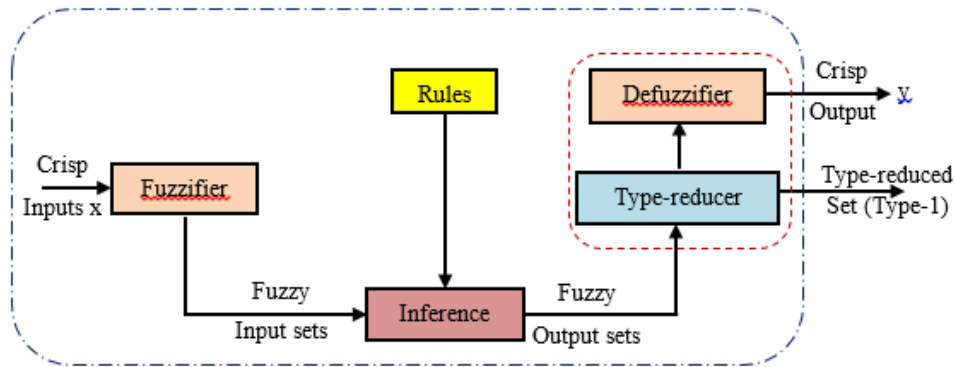 Crisp
Inputs x
Fuzzifier
Rules
Fuzzy
Input sets
Inference
Fuzzy
Output sets
Defuzzifier
Type-reducer
Crisp
Output
y
Type-reduced
Set (Type-1)